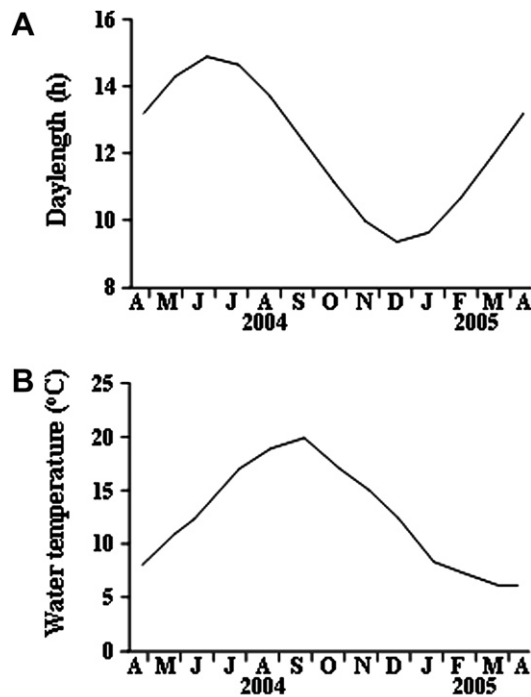 A
Daylength (h)
16
14
12
10
8
A M J J A S O N D J F M A
2004 2005
B
Water temperature (ºC)
25
20
15
10
5
0
A M J J A S O N D J F M A
2004 2005